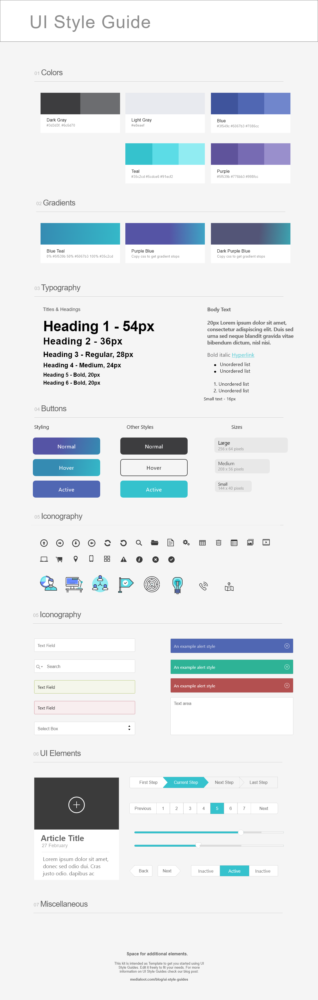 UI Style Guide
01 Colors
Dark Gray
#3d3d3f, #6c6d70
Light Gray
#e8eaef
Blue
#3f549c #5067b3 #7086cc
Teal
#35c2cd #5cdce6 #91ecf2
Purple
#5f539b #776bb3 #998fcc
02 Gradients
Blue Teal
0% #5f539b 50% #5067b3 100% #35c2cd
Purple Blue
Copy css to get gradient stops
Dark Purple Blue
Copy css to get gradient stops
03 Typography
Titles & Headings
Heading 1 - 54px
Heading 2 - 36px
Heading 3 - Regular, 28px
Heading 4 - Medium, 24px
Heading 5 - Bold, 20px
Heading 6 - Bold, 20px
Body Text
20px Lorem ipsum dolor sit amet,
consectetur adipiscing elit. Duis sed
urna sed neque blandit gravida vitae
bibendum dictum, nisl nisi.
Bold italic Hyperlink
Unordered list
Unordered list
1. Unordered list
2. Unordered list
Small text - 16px
04 Buttons
Styling
Normal
Hover
Active
Other Styles
Normal
Hover
Active
Sizes
Large
256 x 64 pixels
Medium
208 x 56 pixels
Small
144 x 40 pixels
05 Iconography
05 Iconography
Text Field
Search
Text Field
Text Field
Select Box
An example alert style
An example alert style
An example alert style
Text area
06 UI Elements
Article Title
27 February
Lorem ipsum dolor sit amet,
donec sed odio dui. Cras
justo odio. dapibus ac
First Step Current Step Next Step Last Step
Previous 1 2 3 4 5 6 7 Next
Back Next Inactive Active Inactive
07 Miscellaneous
Space for additional elements.
This kit is intended as Template to get you started using UI
Style Guides. Edit it freely to fit your needs. For more
information on UI Style Guides check our blog post:
medialoot.com/blog/ui-style-guides